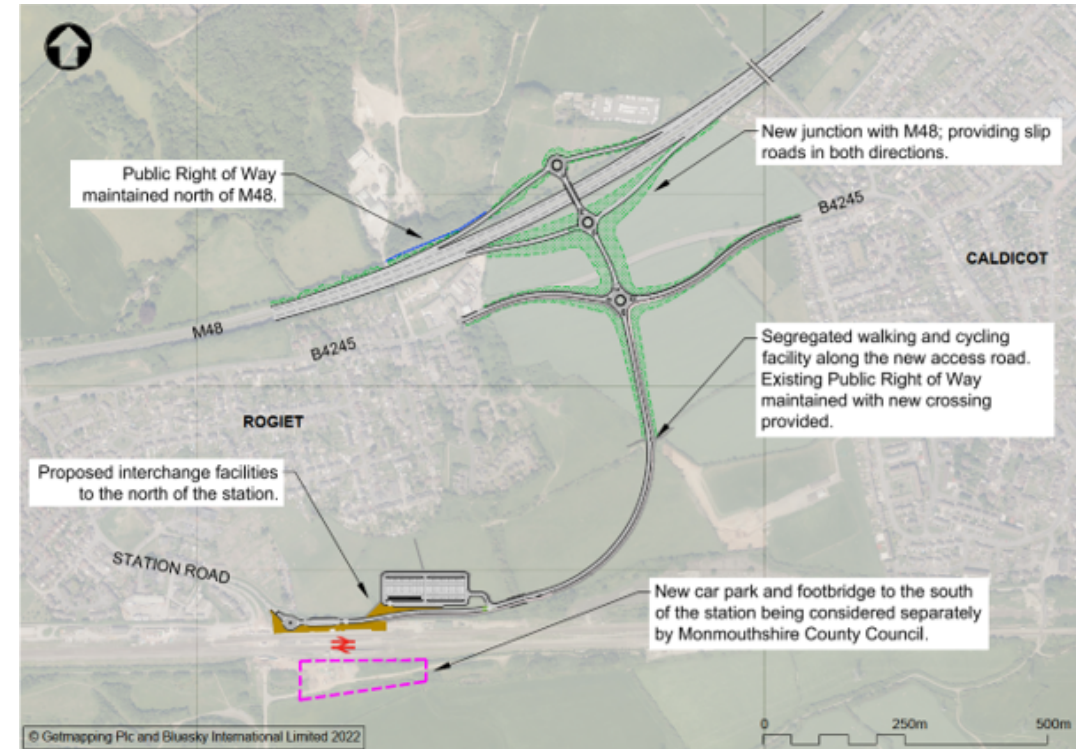 New junction with M48; providing slip
roads in both directions.
Public Right of Way
maintained north of M48.
B4245
CALDICOT
M48
B4245
Segregated walking and cycling
facility along the new access road.
Existing Public Right of Way
maintained with new crossing
provided.
ROGIET
Proposed interchange facilities
to the north of the station.
STATION ROAD
New car park and footbridge to the south
of the station being considered separately
by Monmouthshire County Council.
© Getmapping Plc and Bluesky International Limited 2022
0 250m 500m